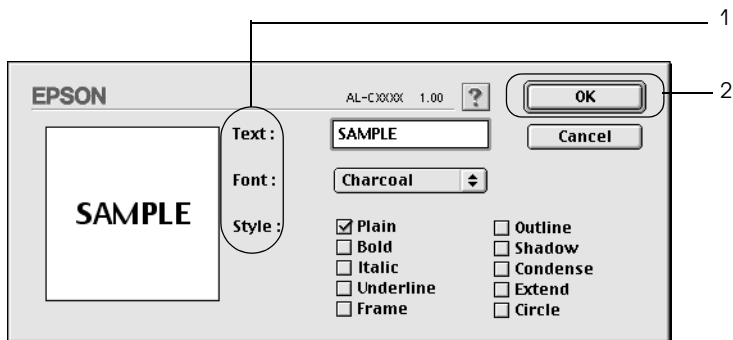 1
EPSON
AL-CXXXX 1.00
?
OK
2
Text :
SAMPLE
Cancel
Font :
Charcoal
SAMPLE
Style :
Plain
Outline
Bold
Shadow
Italic
Condense
Underline
Extend
Frame
Circle